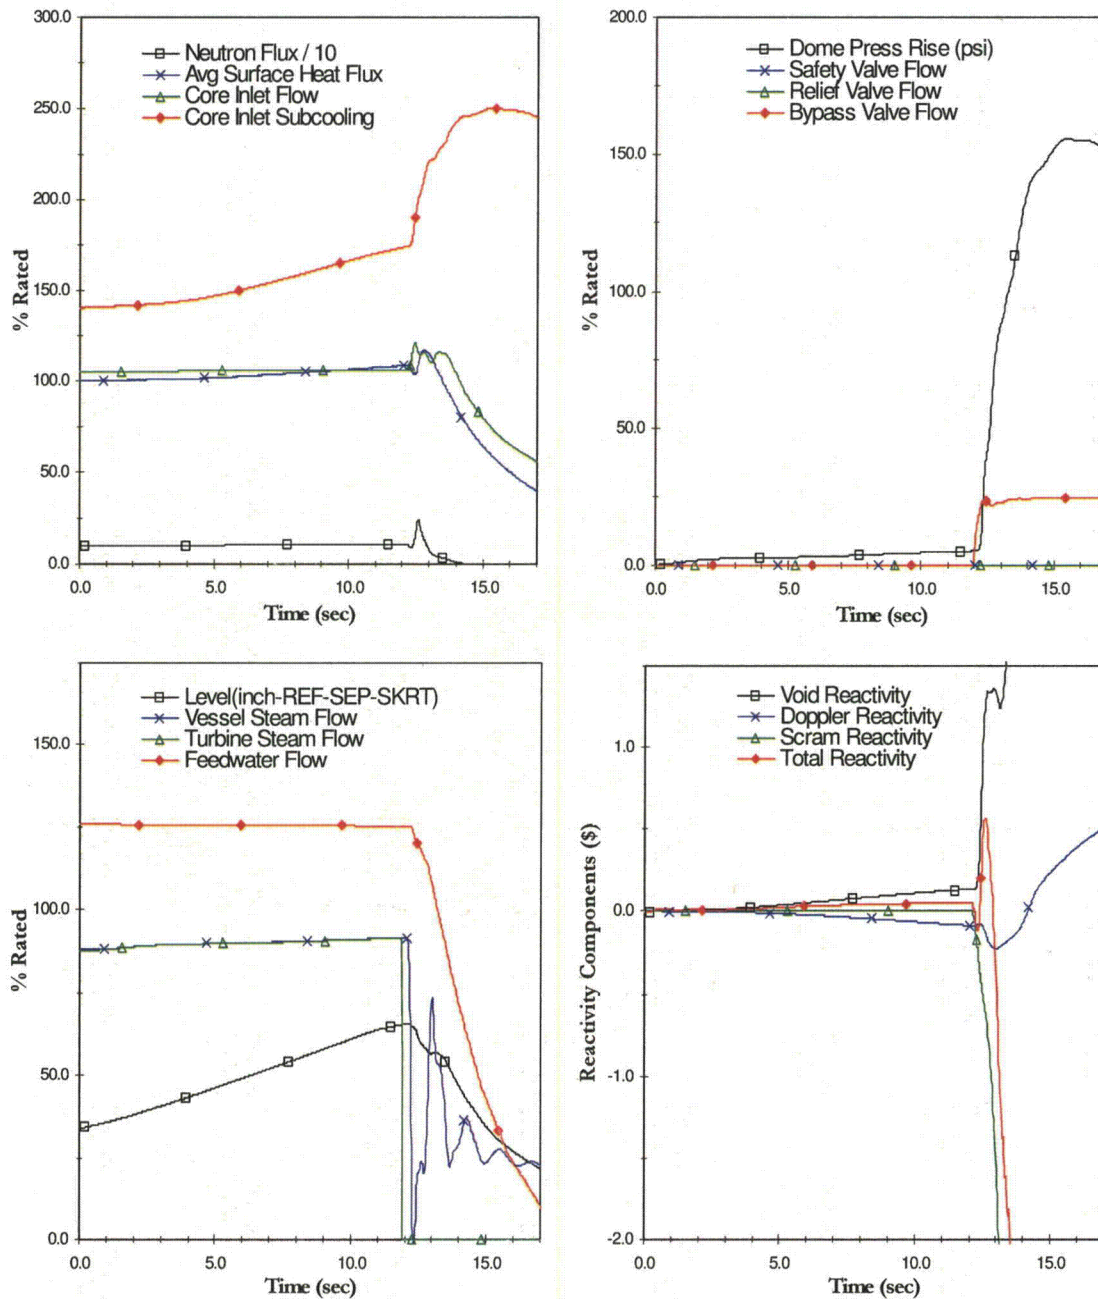 300.0
Neutron Flux / 10
Avg Surface Heat Flux
Core Inlet Flow
Core Inlet Subcooling
250.0
200.0
150.0
100.0
50.0
0.0
% Rated
0.0 5.0 10.0 15.0
Time (sec)
200.0
Dome Press Rise (psi)
Safety Valve Flow
Relief Valve Flow
Bypass Valve Flow
150.0
100.0
50.0
0.0
% Rated
0.0 5.0 10.0 15.0
Time (sec)
Level(inch-REF-SEP-SKRT)
Vessel Steam Flow
Turbine Steam Flow
Feedwater Flow
150.0
100.0
50.0
0.0
% Rated
0.0 5.0 10.0 15.0
Time (sec)
Void Reactivity
Doppler Reactivity
Scram Reactivity
Total Reactivity
1.0
0.0
-1.0
-2.0
Reactivity Components ($)
0.0 5.0 10.0 15.0
Time (sec)